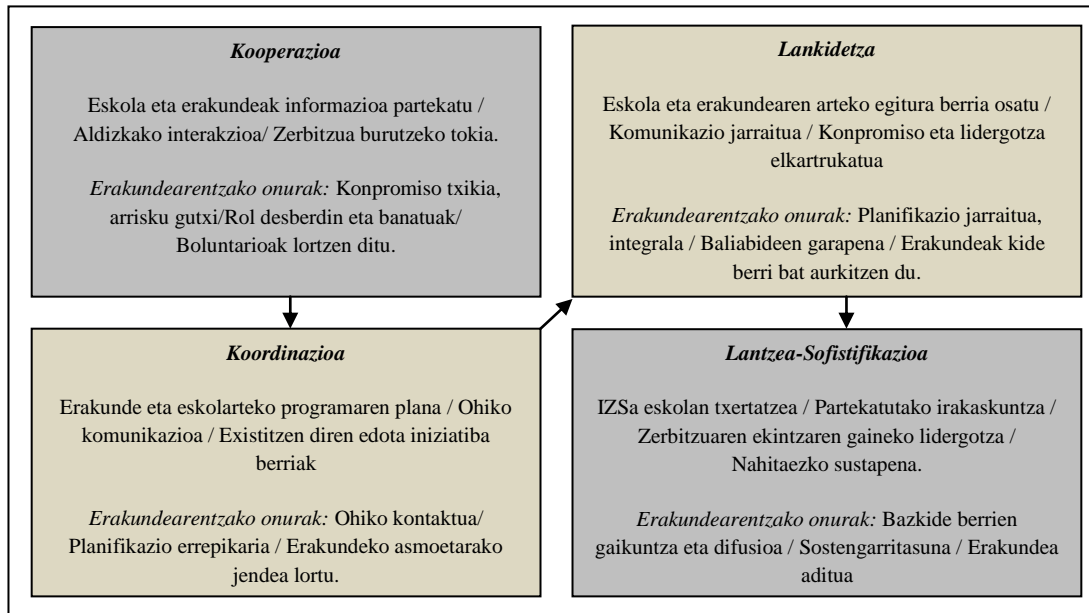 Kooperazioa
Eskola eta erakundeak informazioa partekatu /
Aldizkako interakzioa/ Zerbitzua burutzeko tokia.
Erakundearentzako onurak: Konpromiso txikia,
arrisku gutxi/Rol desberdin eta banatuak/
Boluntarioak lortzen ditu.
Koordinazioa
Erakunde eta eskolarteko programaren plana / Ohiko
komunikazioa / Existitzen diren edota iniziatiba
berriak
Erakundearentzako onurak: Ohiko kontaktua/
Planifikazio errepikaria / Erakundeko asmoetarako
jendea lortu.
Lankidetza
Eskola eta erakundearen arteko egitura berria osatu /
Komunikazio jarraitua / Konpromiso eta lidergotza
elkartrukatua
Erakundearentzako onurak: Planifikazio jarraitua,
integrala / Baliabideen garapena / Erakundeak kide
berri bat aurkitzen du.
Lantzea-Sofistifikazioa
IZSa eskolan txertatzea / Partekatutako irakaskuntza /
Zerbitzuaren ekintzaren gaineko lidergotza /
Nahitaezko sustapena.
Erakundearentzako onurak: Bazkide berrien
gaikuntza eta difusioa / Sostengarritasuna / Erakundea
aditua